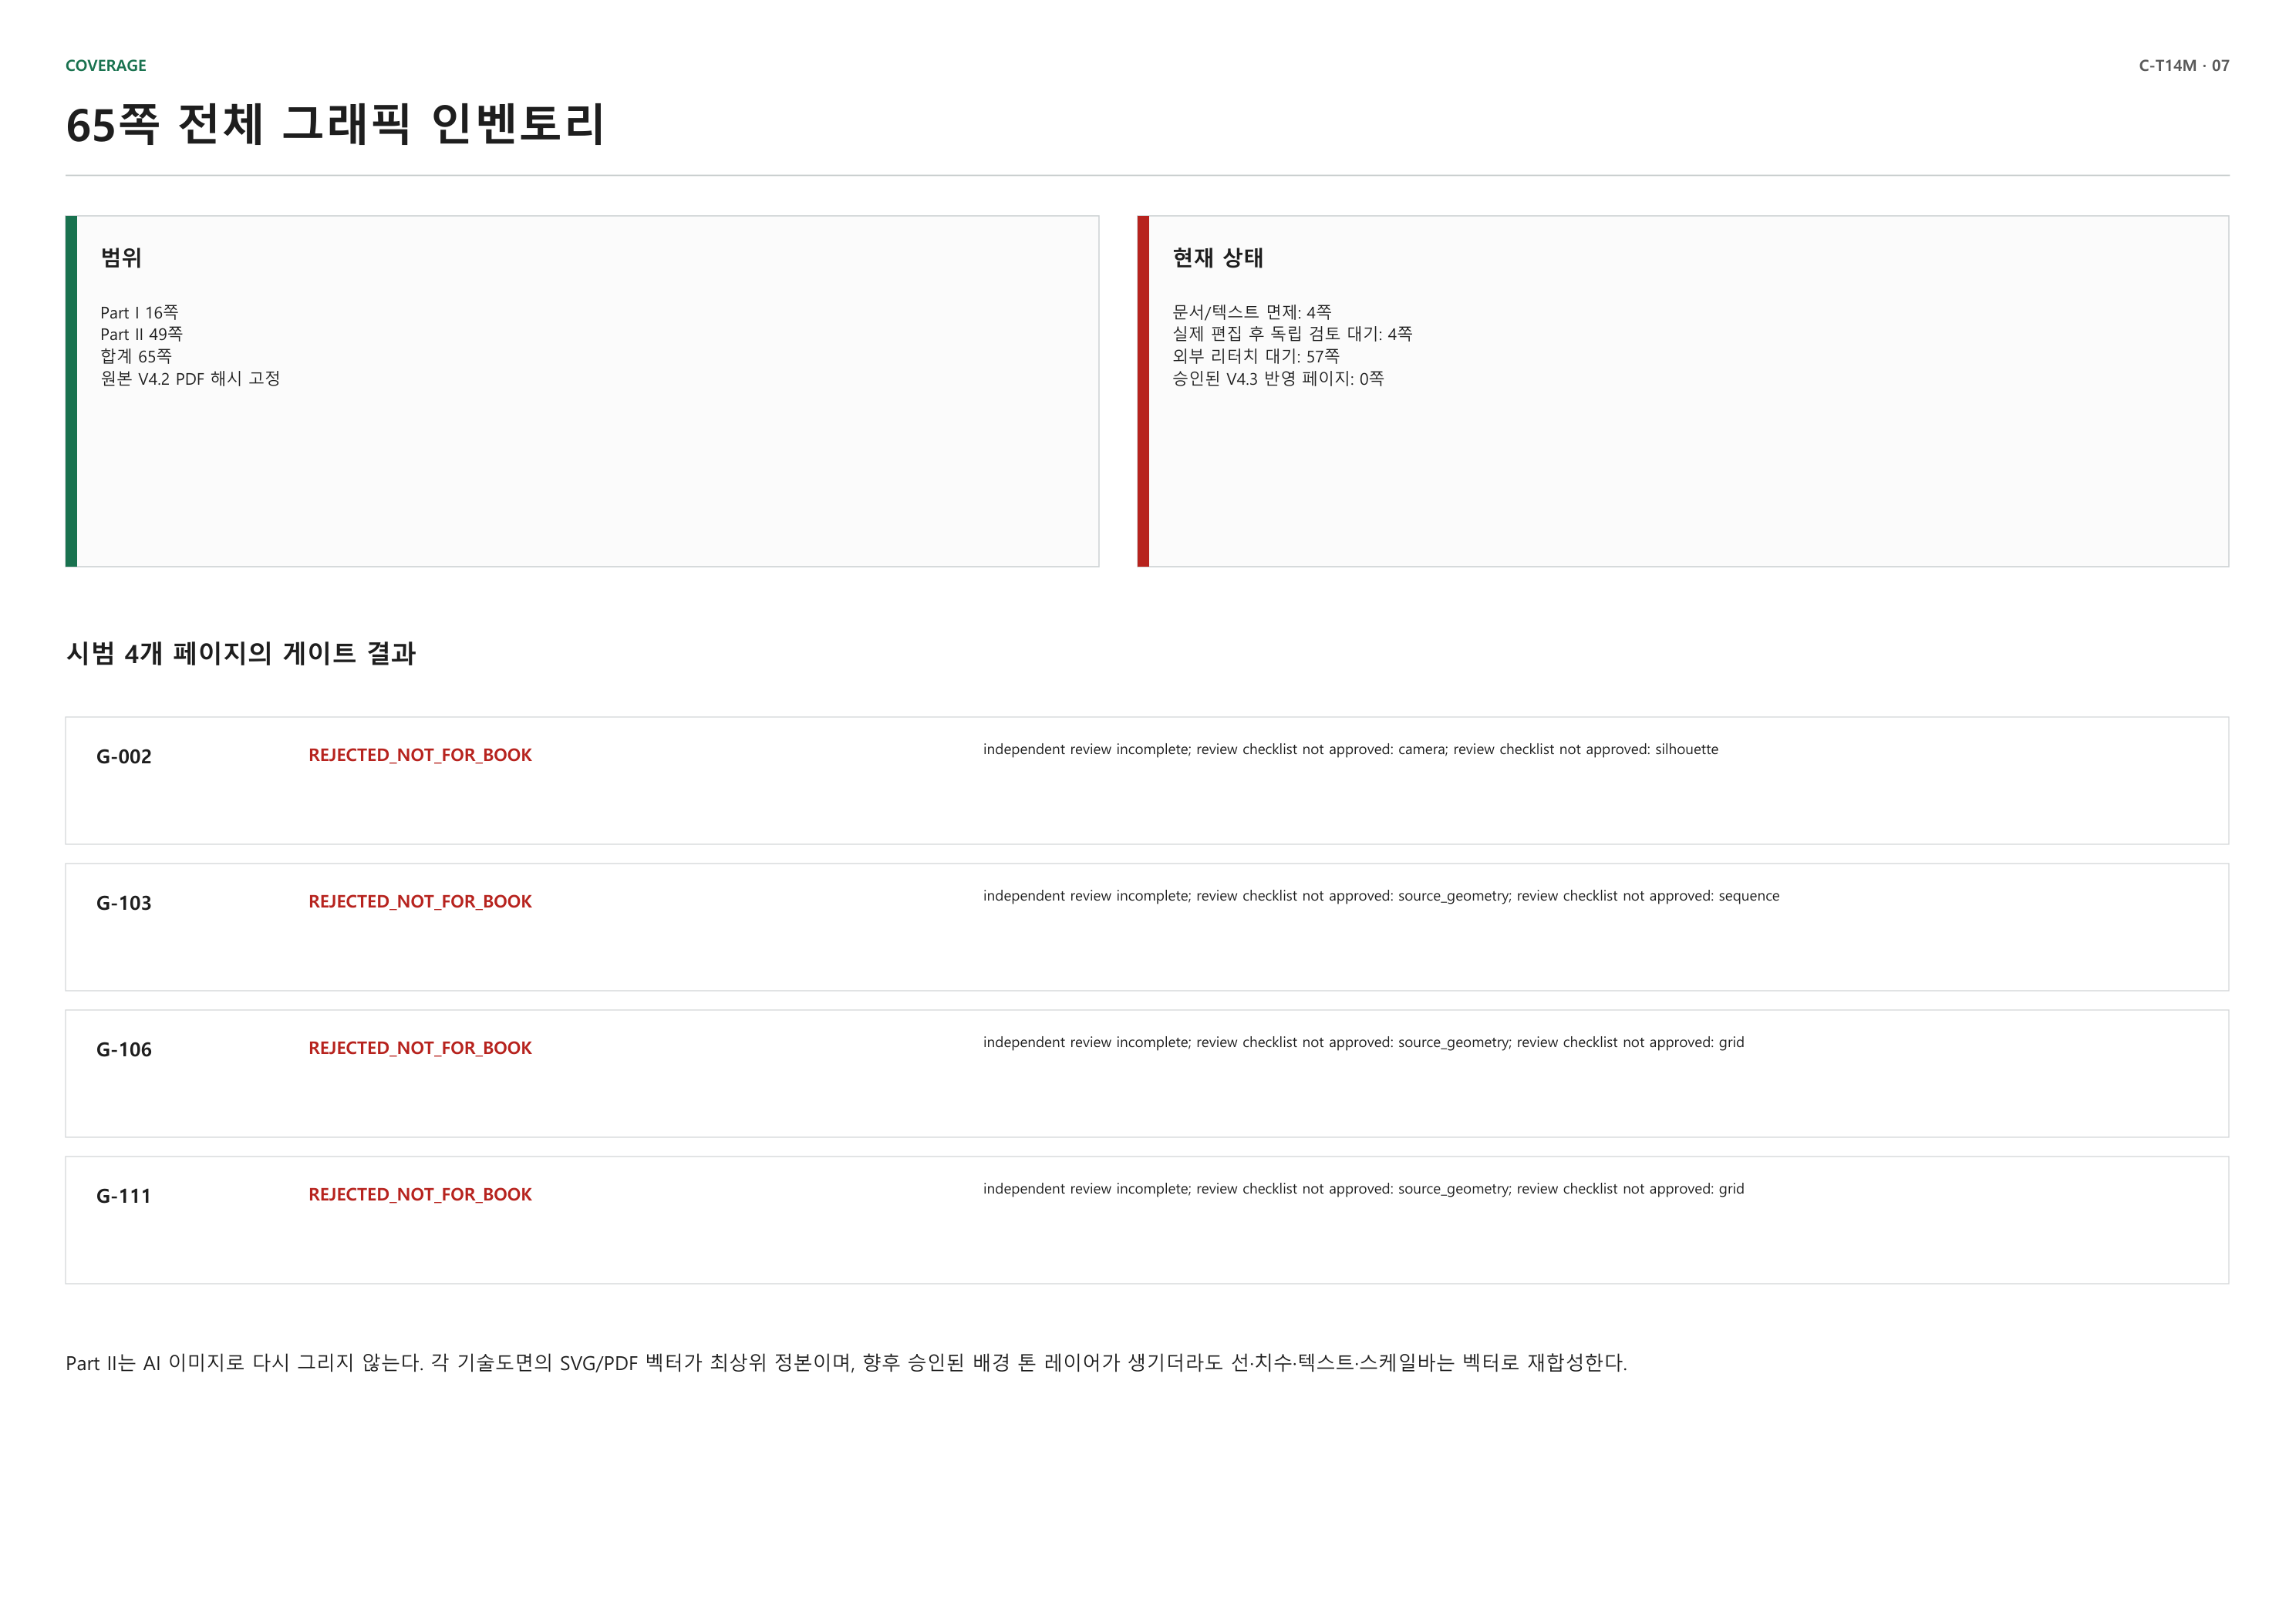 COVERAGE
C-T14M · 07
65쪽 전체 그래픽 인벤토리
범위
Part I 16쪽
Part II 49쪽
합계 65쪽
원본 V4.2 PDF 해시 고정
현재 상태
문서/텍스트 면제: 4쪽
실제 편집 후 독립 검토 대기: 4쪽
외부 리터치 대기: 57쪽
승인된 V4.3 반영 페이지: 0쪽
시범 4개 페이지의 게이트 결과
G-002
REJECTED_NOT_FOR_BOOK
independent review incomplete; review checklist not approved: camera; review checklist not approved: silhouette
G-103
REJECTED_NOT_FOR_BOOK
independent review incomplete; review checklist not approved: source_geometry; review checklist not approved: sequence
G-106
REJECTED_NOT_FOR_BOOK
independent review incomplete; review checklist not approved: source_geometry; review checklist not approved: grid
G-111
REJECTED_NOT_FOR_BOOK
independent review incomplete; review checklist not approved: source_geometry; review checklist not approved: grid
Part II는 AI 이미지로 다시 그리지 않는다. 각 기술도면의 SVG/PDF 벡터가 최상위 정본이며, 향후 승인된 배경 톤 레이어가 생기더라도 선·치수·텍스트·스케일바는 벡터로 재합성한다.